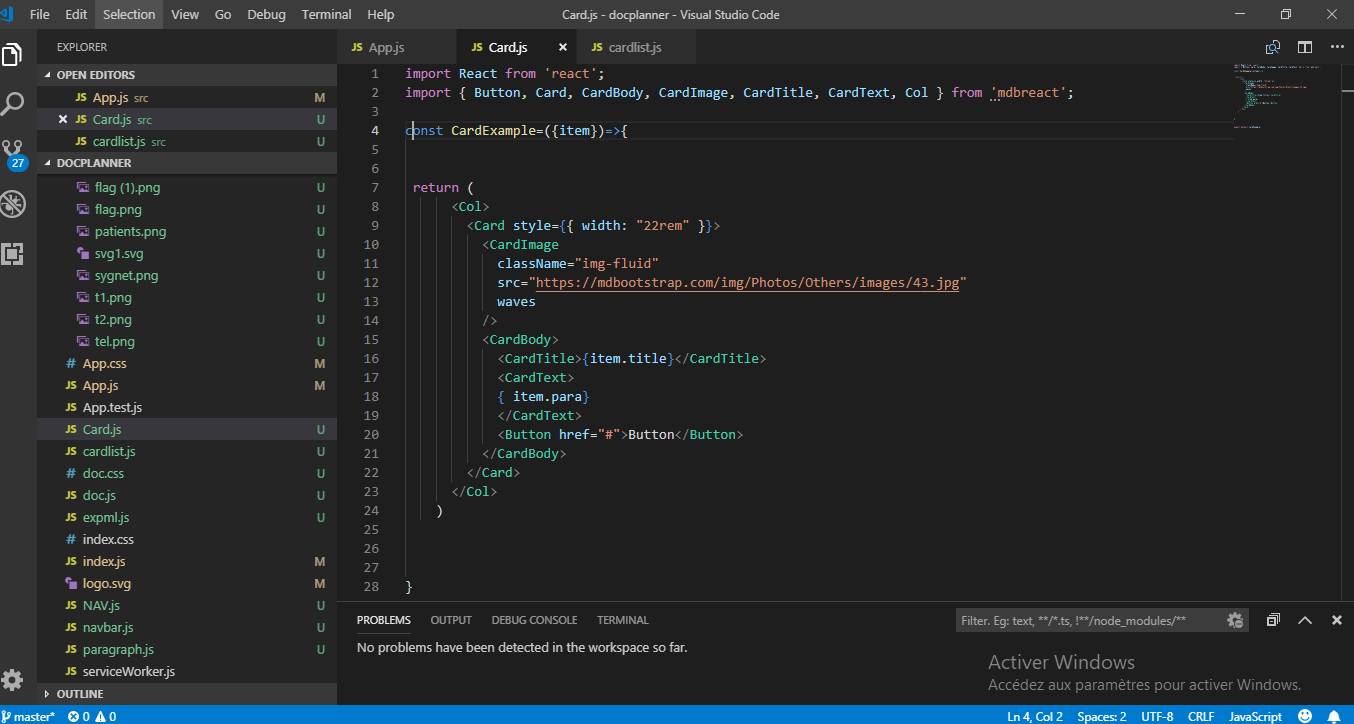 File Edit Selection View Go Debug Terminal Help
Card.js - docplanner - Visual Studio Code
EXPLORER
OPEN EDITORS
JS App.js src M
JS Card.js src U
JS cardlist.js src U
27
DOCPLANNER
flag (1).png U
flag.png U
patients.png U
svg1.svg U
sygnet.png U
t1.png U
t2.png U
tel.png U
# App.css M
JS App.js M
JS App.test.js
JS Card.js U
JS cardlist.js U
# doc.css U
JS doc.js U
JS expml.js U
# index.css
JS index.js M
logo.svg M
JS NAV.js U
JS navbar.js U
JS paragraph.js U
JS serviceWorker.js
OUTLINE
JS App.js JS Card.js JS cardlist.js
1 import React from 'react';
2 import { Button, Card, CardBody, CardImage, CardTitle, CardText, Col } from 'mdbreact';
3
4 const CardExample=({item})=>{
5
6
7 return (
8 <Col>
9 <Card style={{ width: "22rem" }}>
10 <CardImage
11 className="img-fluid"
12 src="https://mdbootstrap.com/img/Photos/Others/images/43.jpg"
13 waves
14 />
15 <CardBody>
16 <CardTitle>{item.title}</CardTitle>
17 <CardText>
18 { item.para}
19 </CardText>
20 <Button href="#">Button</Button>
21 </CardBody>
22 </Card>
23 </Col>
24 )
25
26
27
28 }
PROBLEMS OUTPUT DEBUG CONSOLE TERMINAL
Filter. Eg: text, **/*.ts, !**/node_modules/**
No problems have been detected in the workspace so far.
Activer Windows
Accédez aux paramètres pour activer Windows.
master* 0 0
Ln 4, Col 2 Spaces: 2 UTF-8 CRLF JavaScript